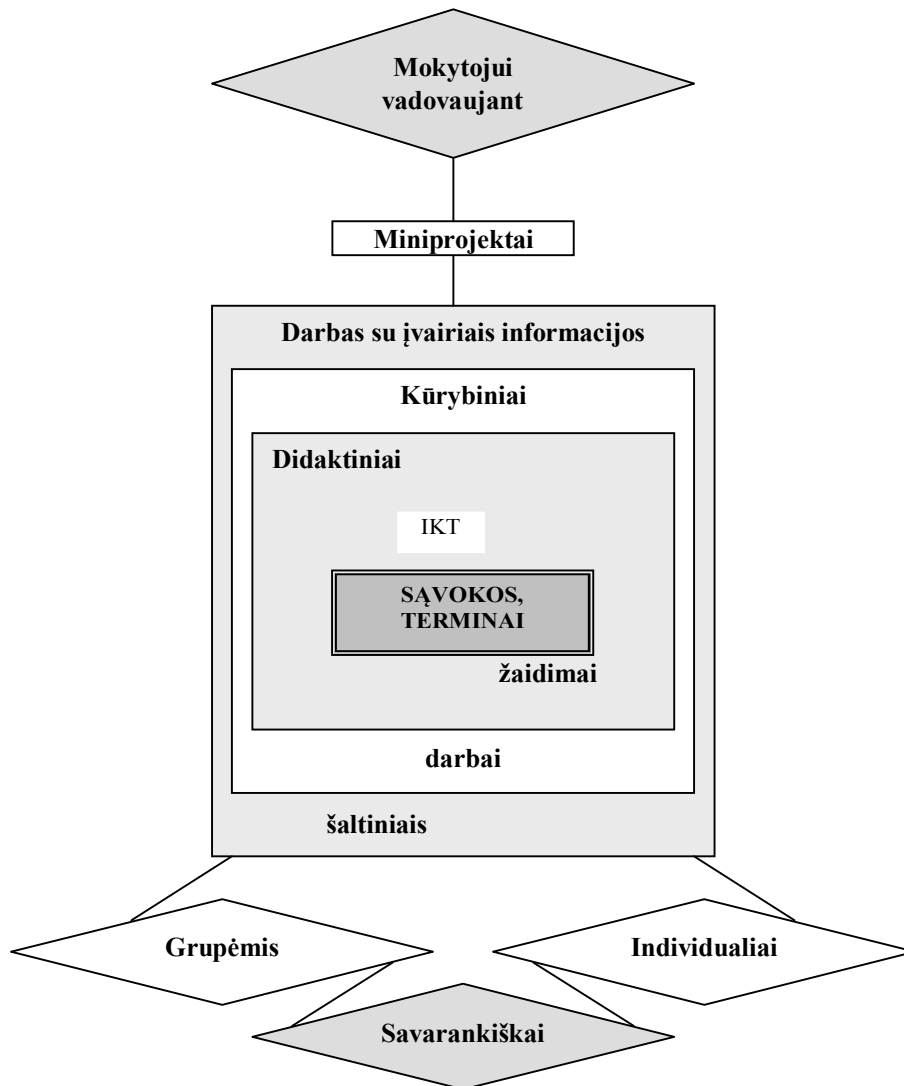 Mokytojui
vadovaujant
Miniprojektai
Darbas su įvairiais informacijos
Kūrybiniai
Didaktiniai
IKT
SĄVOKOS,
TERMINAI
žaidimai
darbai
šaltiniais
Grupėmis
Individualiai
Savarankiškai